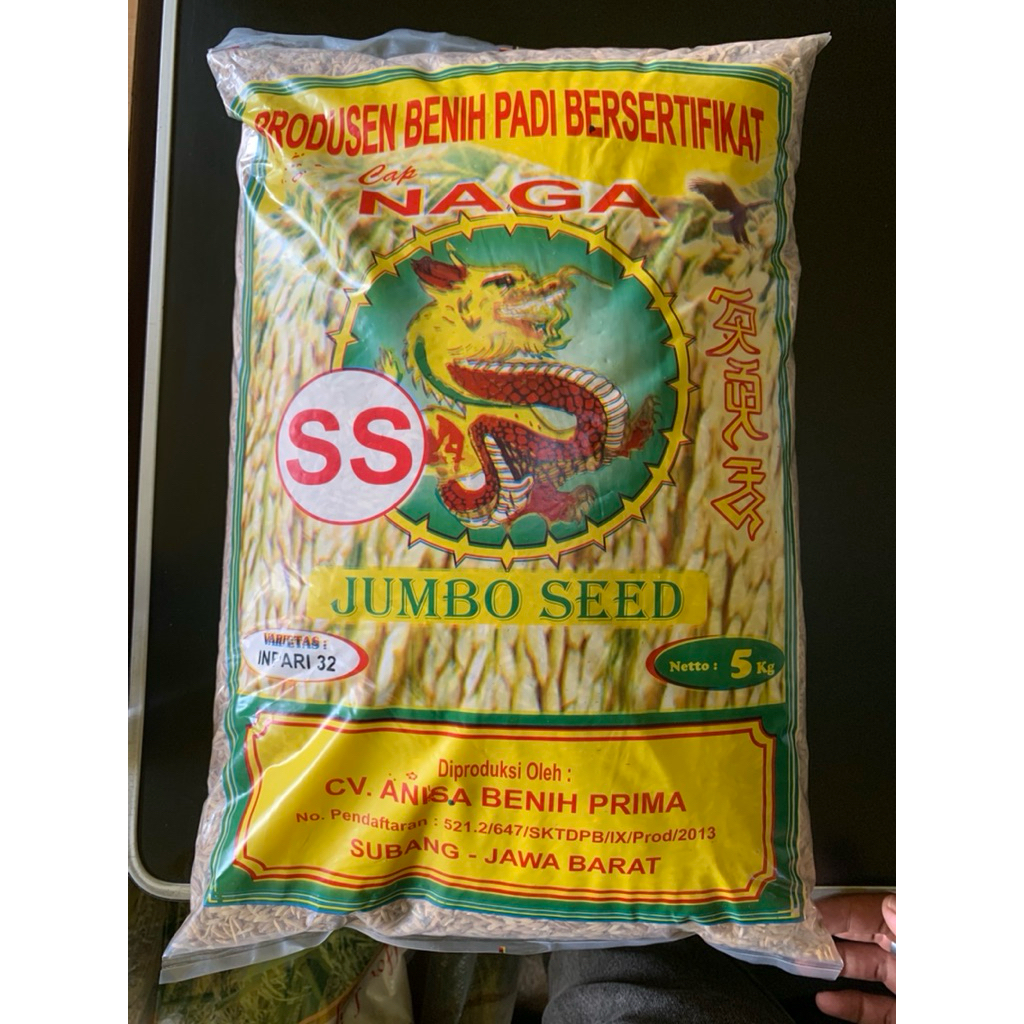 PRODUSEN BENIH PADI BERSERTIFIKAT
Cap
NAGA
SS
JUMBO SEED
VARIETAS :
INPARI 32
Netto : 5 Kg
Diproduksi Oleh :
CV. ANISA BENIH PRIMA
No. Pendaftaran : 521.2/647/SKTDPB/IX/Prod/2013
SUBANG - JAWA BARAT